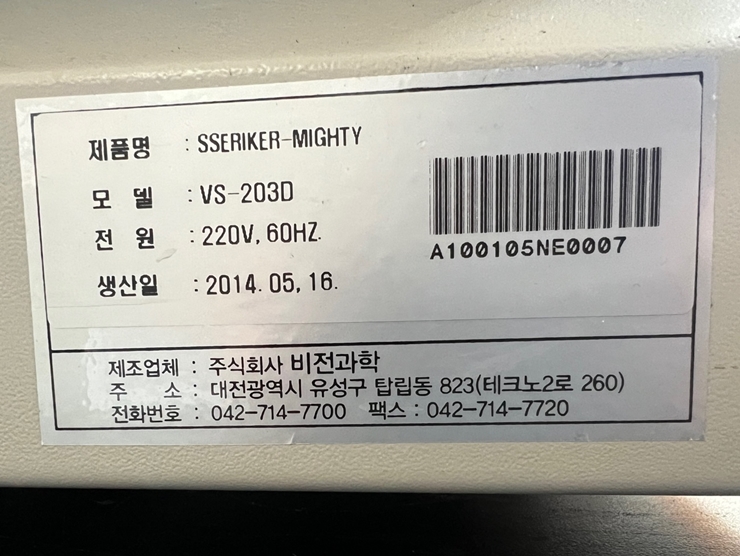 제품명 : SSERIKER-MIGHTY
모 델 : VS-203D
전 원 : 220V, 60HZ.
생산일 : 2014. 05, 16.
A100105NE0007
제조업체 : 주식회사 비전과학
주 소 : 대전광역시 유성구 탑립동 823(테크노2로 260)
전화번호 : 042-714-7700 팩스 : 042-714-7720